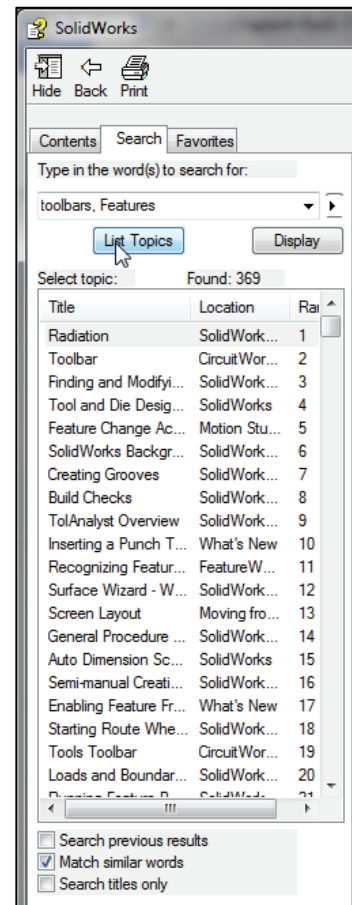 SolidWorks
Hide Back Print
Contents Search Favorites
Type in the word(s) to search for:
toolbars, Features
List Topics Display
Select topic: Found: 369
Title Location Ra
Radiation SolidWork... 1
Toolbar CircuitWor... 2
Finding and Modifyi... SolidWork... 3
Tool and Die Desig... SolidWorks 4
Feature Change Ac... Motion Stu... 5
SolidWorks Backgr... SolidWork... 6
Creating Grooves SolidWork... 7
Build Checks SolidWork... 8
TolAnalyst Overview SolidWork... 9
Inserting a Punch T... What's New 10
Recognizing Featur... FeatureW... 11
Surface Wizard - W... SolidWork... 12
Screen Layout Moving fro... 13
General Procedure ... SolidWork... 14
Auto Dimension Sc... SolidWorks 15
Semi-manual Creati... SolidWork... 16
Enabling Feature Fr... What's New 17
Starting Route Whe... SolidWork... 18
Tools Toolbar CircuitWor... 19
Loads and Boundar... SolidWork... 20
Search previous results
Match similar words
Search titles only